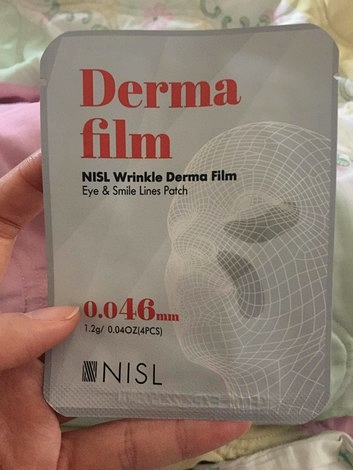 Derma
film
NISL Wrinkle Derma Film
Eye & Smile Lines Patch
0.046mm
1.2g/ 0.04OZ(4PCS)
NISL